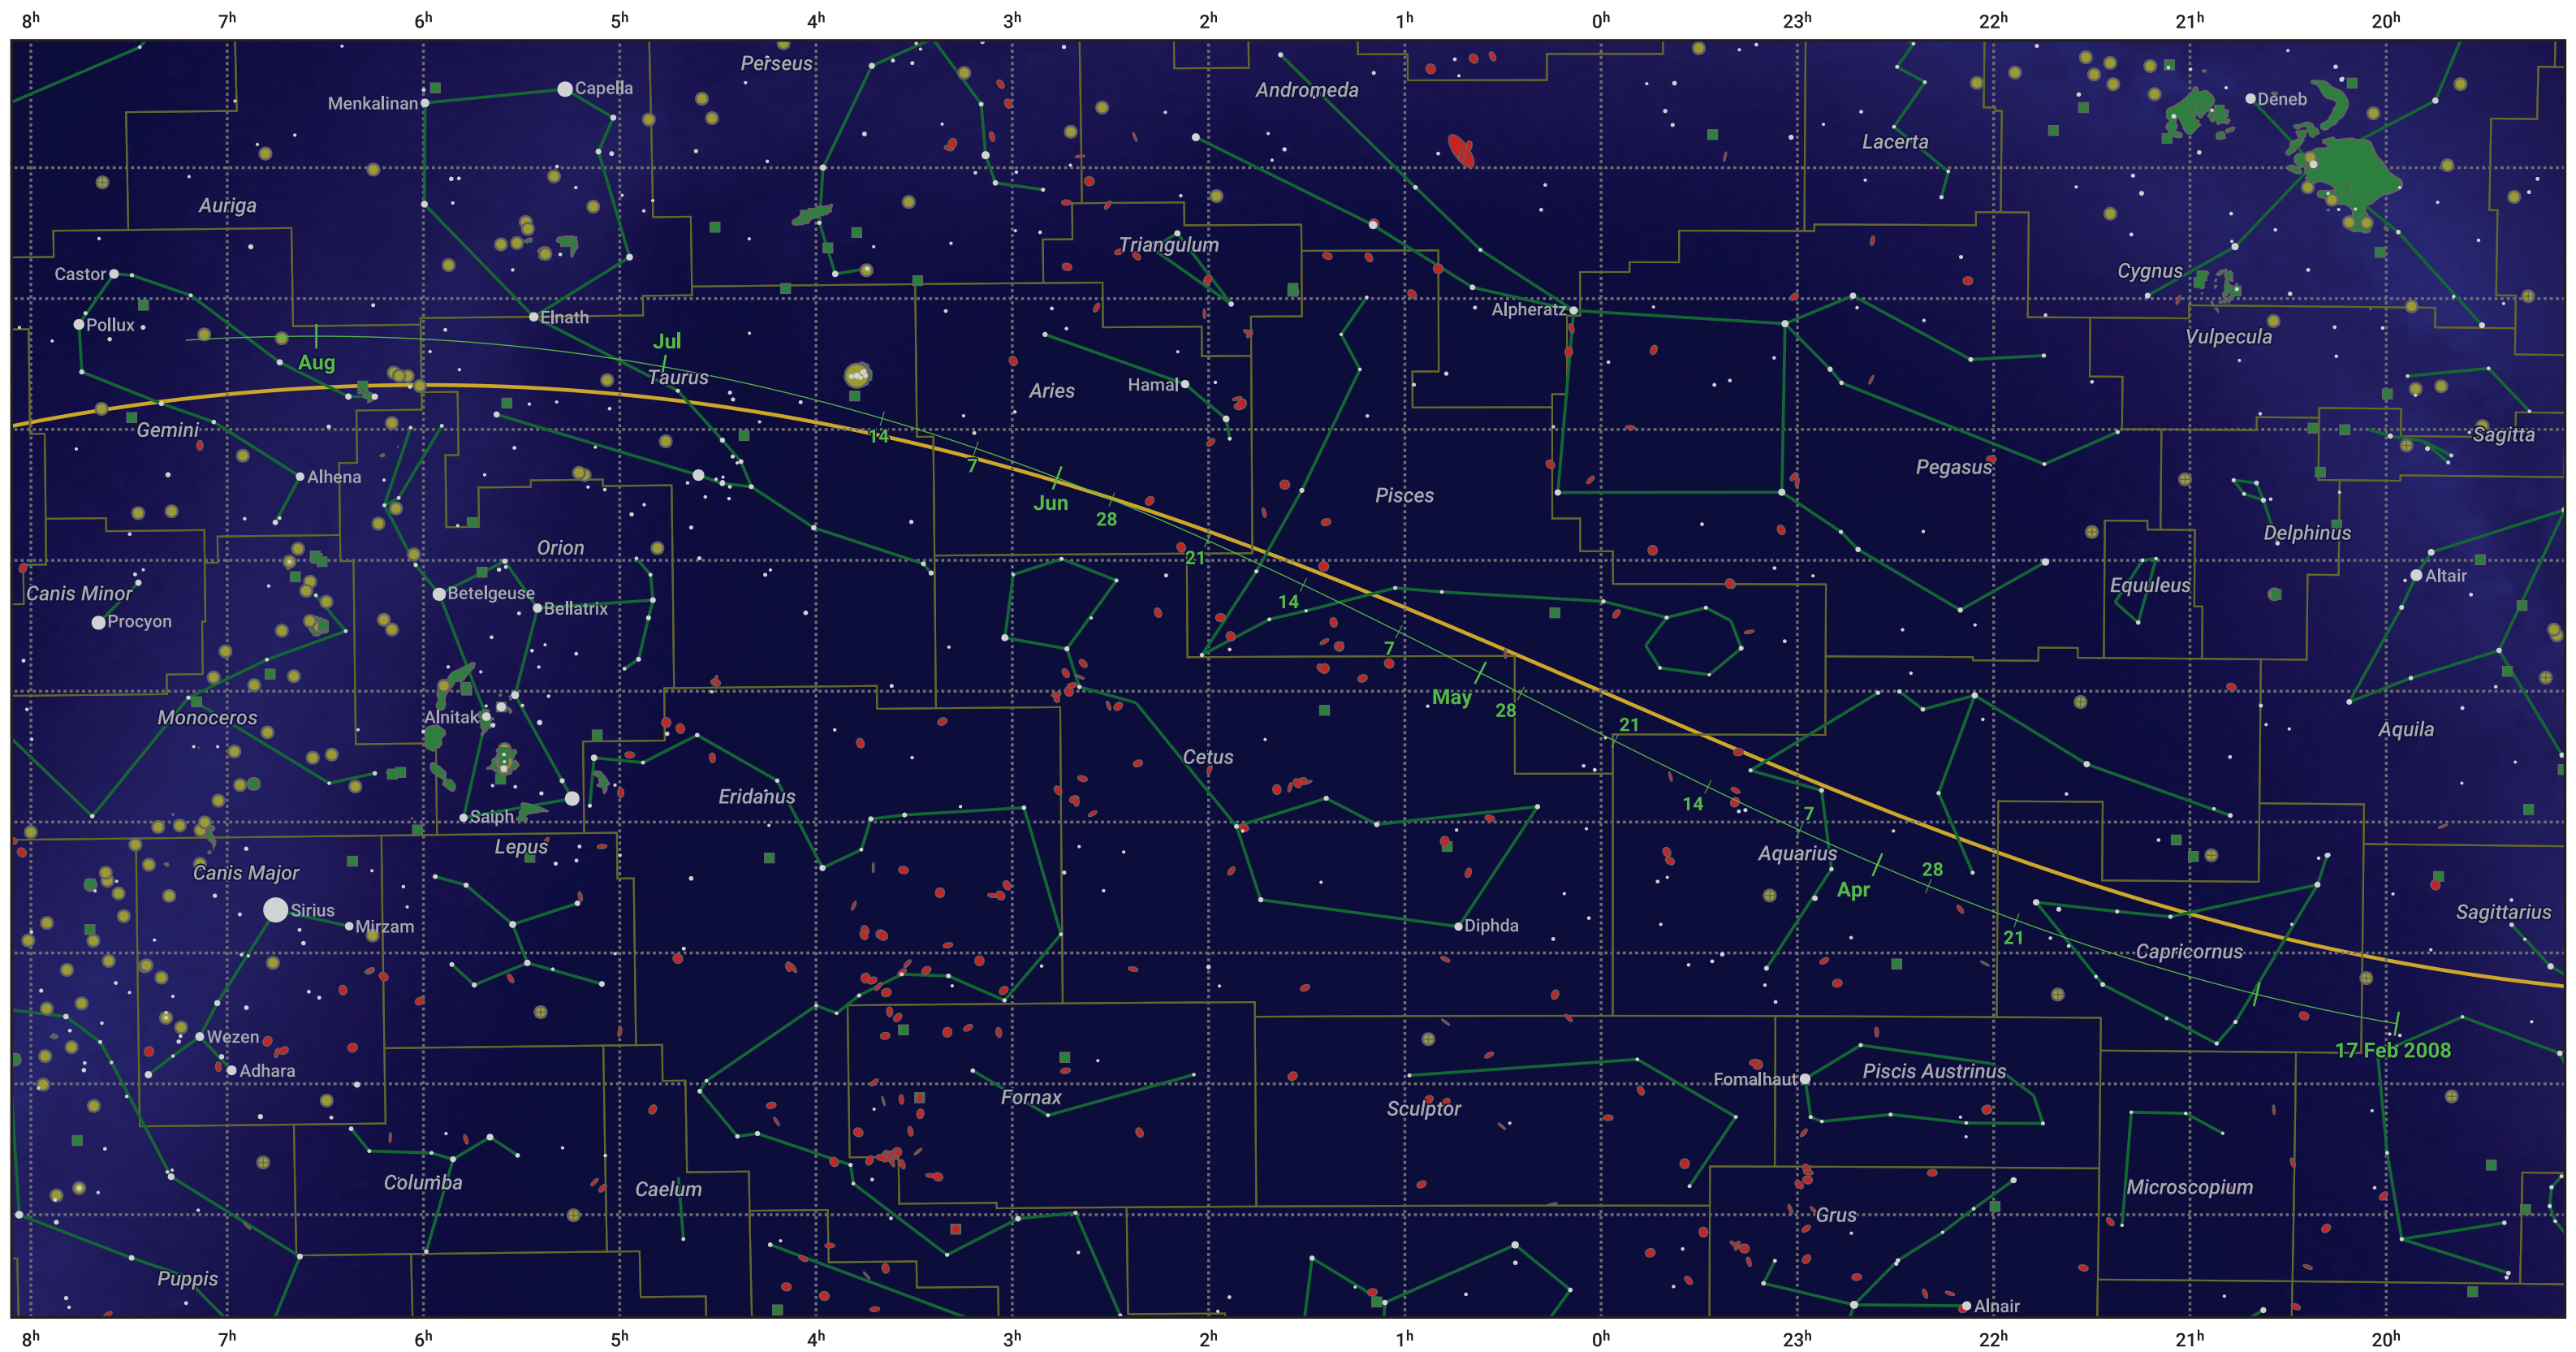 8ʰ 7ʰ 6ʰ 5ʰ 4ʰ 3ʰ 2ʰ 1ʰ 0ʰ 23ʰ 22ʰ 21ʰ 20ʰ
Perseus
Capella
Andromeda
Menkalinan
Deneb
Lacerta
Auriga
Triangulum
Castor
Cygnus
Alpheratz
Elnath
Pollux
Vulpecula
Jul
Aug
Taurus
Hamal
Aries
Gemini
14
Sagitta
7
Pegasus
Alhena
Pisces
Jun
28
Delphinus
Orion
21
Altair
Equuleus
Canis Minor
Betelgeuse
14
Bellatrix
Procyon
7
May
28
Monoceros
Alnitak
21
Aquila
Cetus
Eridanus
14
7
Saiph
Lepus
Aquarius
Canis Major
28
Apr
Sirius
Sagittarius
Mirzam
Diphda
21
Capricornus
Wezen
17 Feb 2008
Adhara
Piscis Austrinus
Fomalhaut
Fornax
Sculptor
Columba
Caelum
Microscopium
Grus
Puppis
Alnair
8ʰ 7ʰ 6ʰ 5ʰ 4ʰ 3ʰ 2ʰ 1ʰ 0ʰ 23ʰ 22ʰ 21ʰ 20ʰ